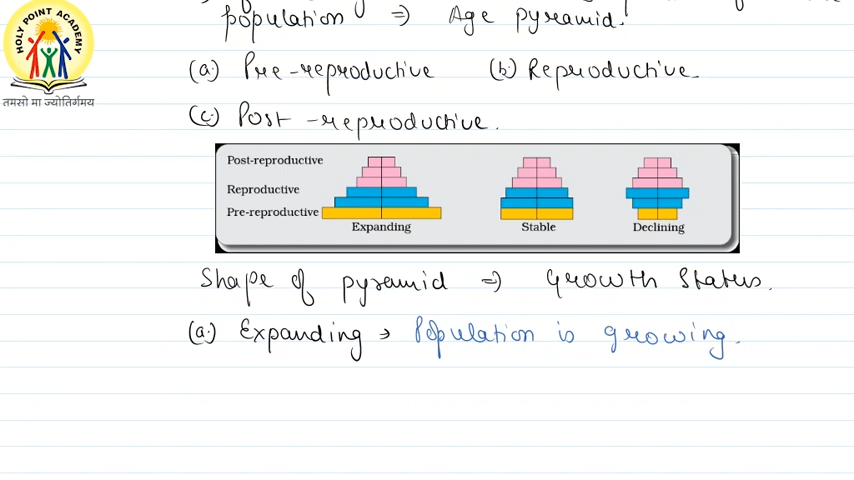 HOLY POINT ACADEMY
तमसो मा ज्योतिर्गमय
population ⇒ Age pyramid.
(a) Pre-reproductive (b) Reproductive
(c) Post-reproductive.
Post-reproductive
Reproductive
Pre-reproductive
Expanding Stable Declining
Shape of pyramid ⇒ Growth Status.
(a) Expanding → Population is growing.